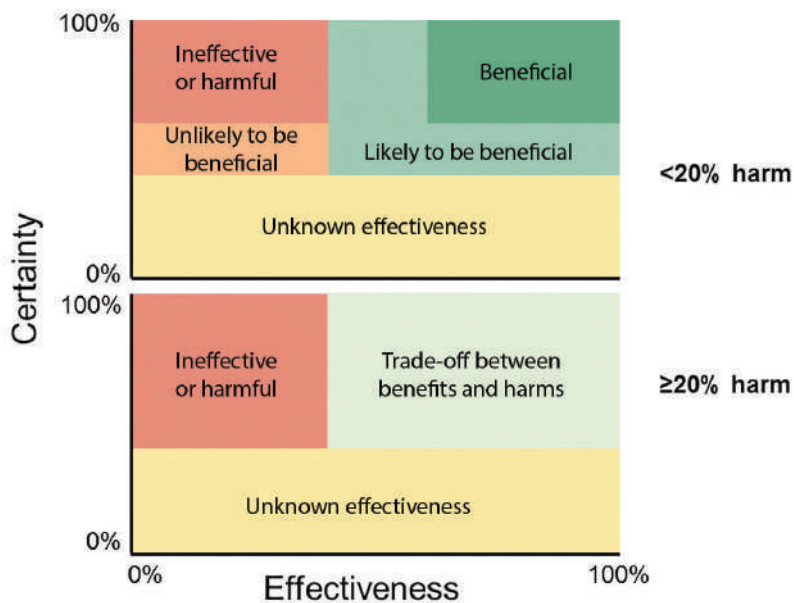 100%
Ineffective
or harmful
Beneficial
Unlikely to be
beneficial
Likely to be beneficial
<20% harm
Unknown effectiveness
0%
Certainty
100%
Ineffective
or harmful
Trade-off between
benefits and harms
≥20% harm
Unknown effectiveness
0%
0%
Effectiveness
100%